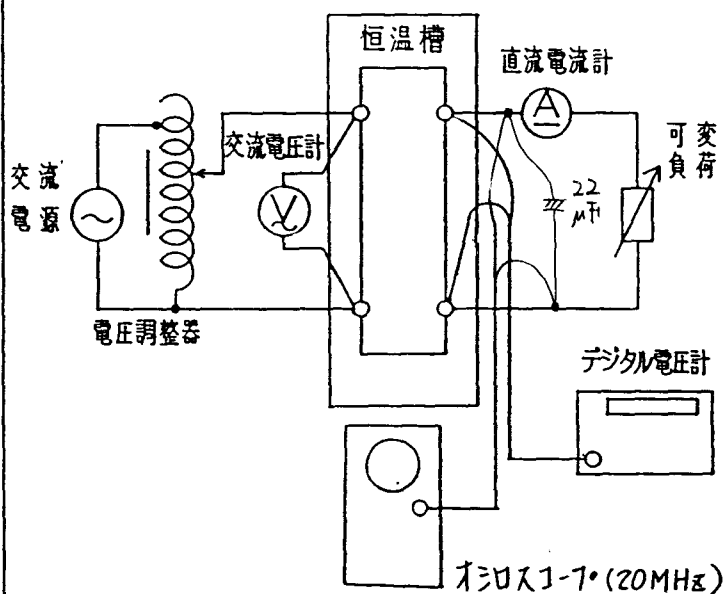 恒温槽
直流電流計
A
交流電圧計
V
可変
負荷
交流
電源
22
μF
電圧調整器
デジタル電圧計
オシロスコープ(20MHz)